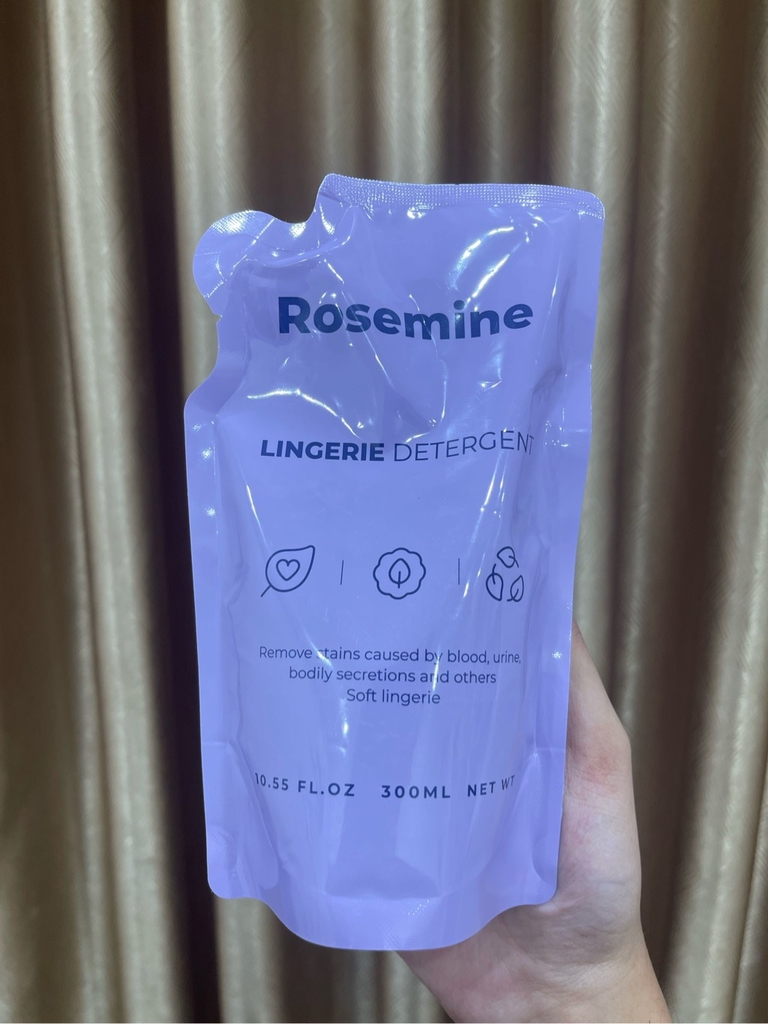 Rosemine
LINGERIE DETERGENT
Remove stains caused by blood, urine,
bodily secretions and others
Soft lingerie
10.55 FL.OZ 300ML NET WT